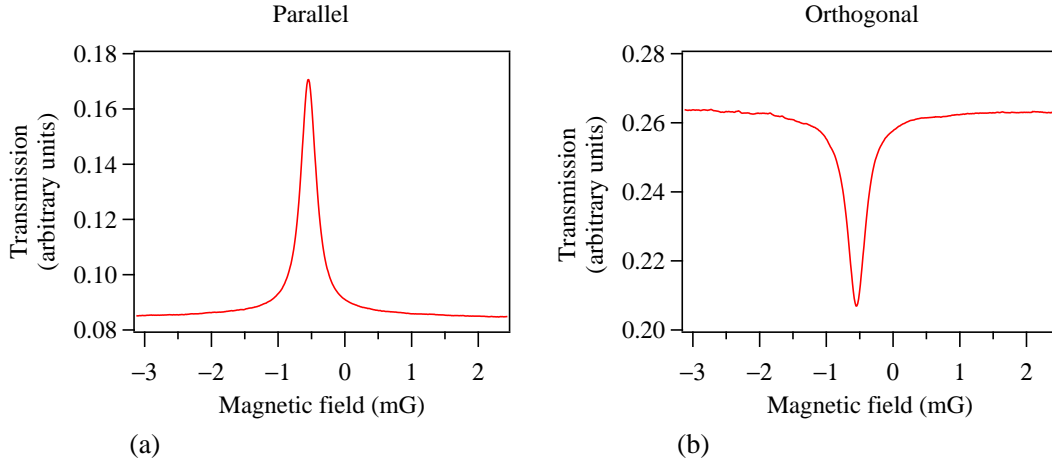 Parallel
0.18
0.16
0.14
0.12
0.10
0.08
Transmission
(arbitrary units)
−3 −2 −1 0 1 2
Magnetic field (mG)
(a)
Orthogonal
0.28
0.26
0.24
0.22
0.20
Transmission
(arbitrary units)
−3 −2 −1 0 1 2
Magnetic field (mG)
(b)